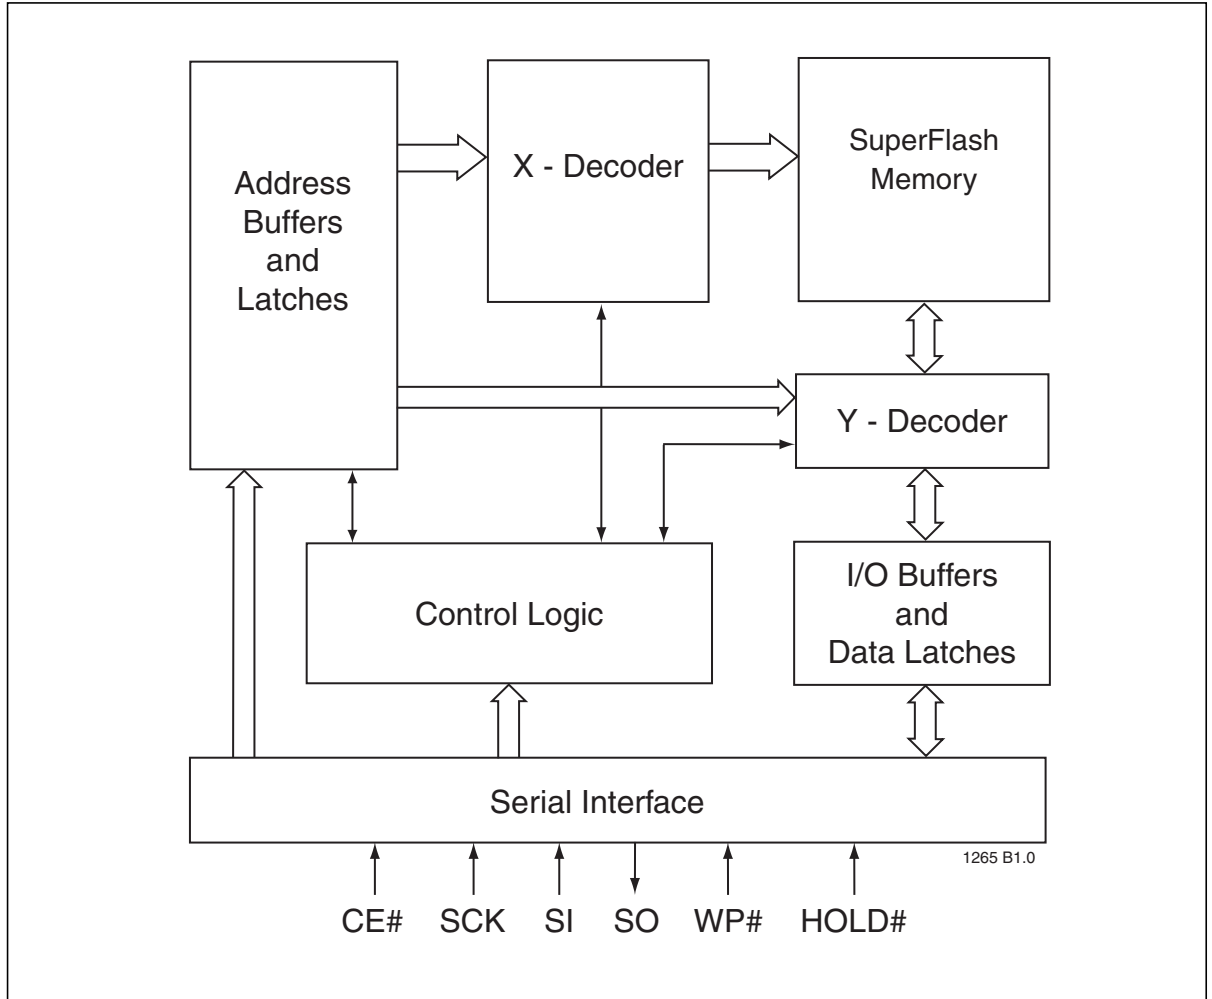 Address
Buffers
and
Latches
X - Decoder
SuperFlash
Memory
Y - Decoder
Control Logic
I/O Buffers
and
Data Latches
Serial Interface
1265 B1.0
CE# SCK SI SO WP# HOLD#